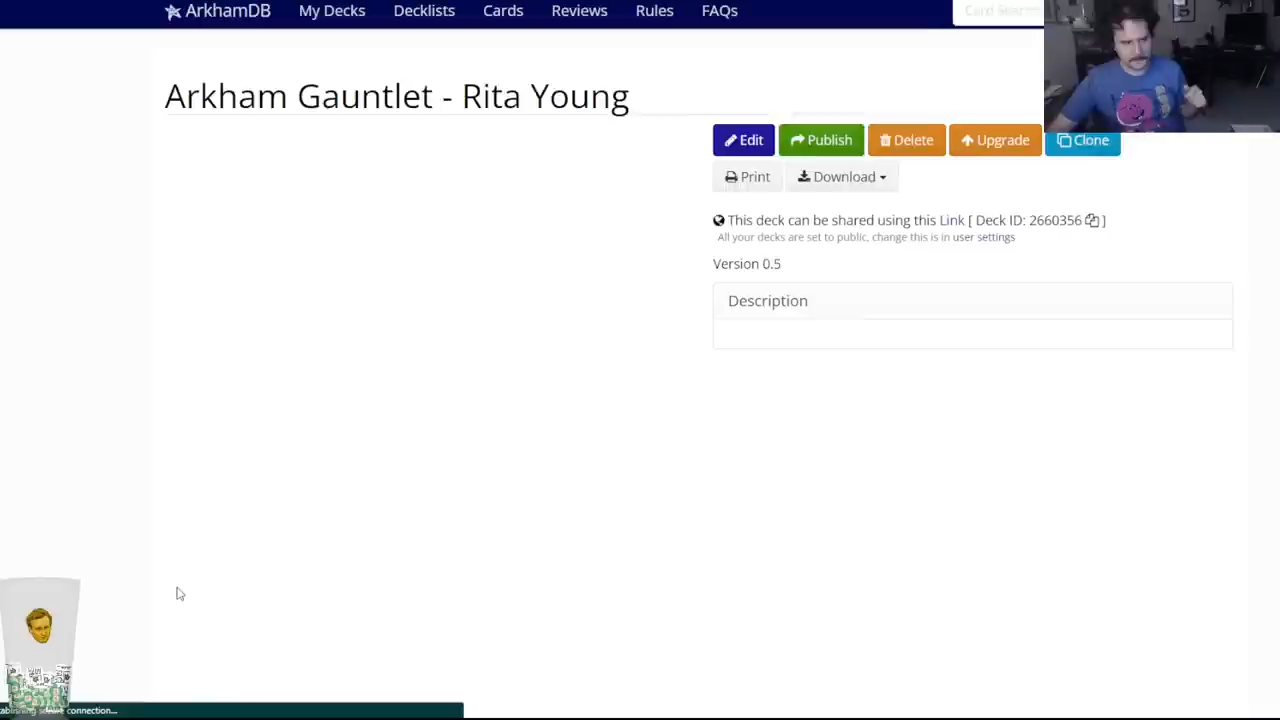 ArkhamDB My Decks Decklists Cards Reviews Rules FAQs Card Sear
Arkham Gauntlet - Rita Young
Edit Publish Delete Upgrade Clone
Print Download
This deck can be shared using this Link [ Deck ID: 2660356 ]
All your decks are set to public, change this is in user settings
Version 0.5
Description
connection...